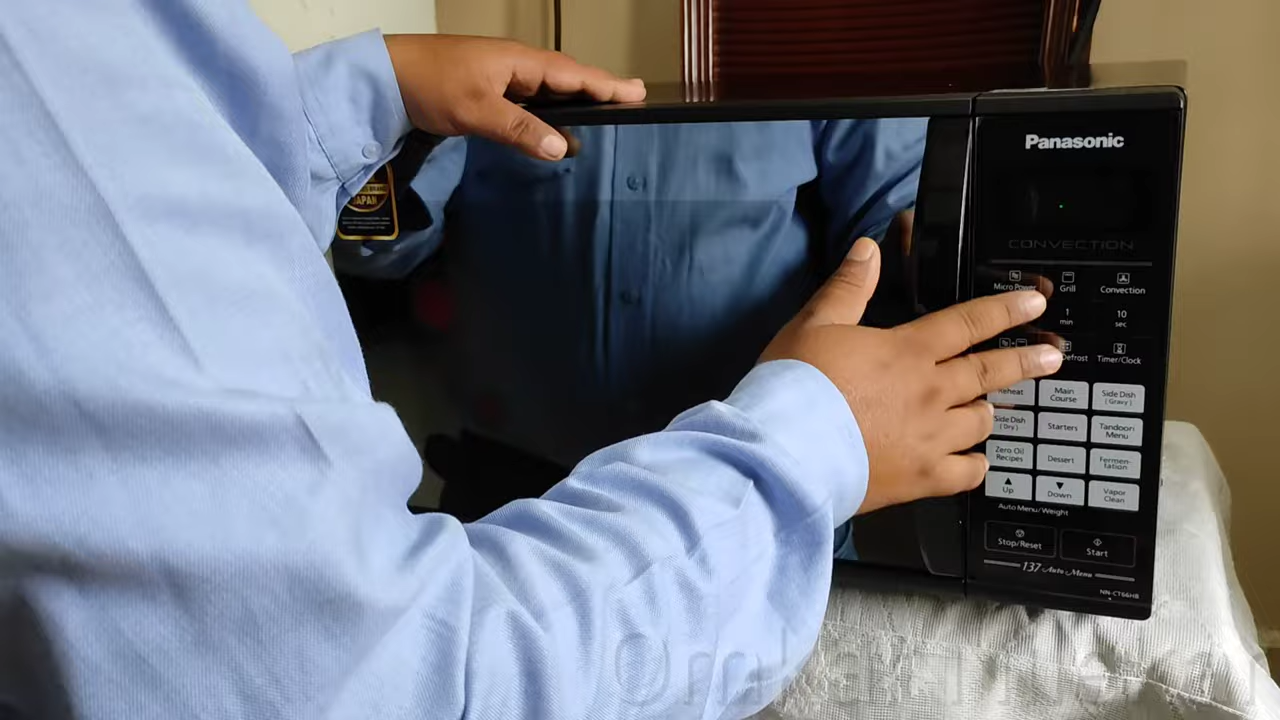 Panasonic
JAPAN
CONVECTION
Micro Power
Grill
Convection
1
min
10
sec
Defrost
Timer/Clock
Reheat
Main
Course
Side Dish
(Gravy)
Side Dish
(Dry)
Starters
Tandoori
Menu
Zero Oil
Recipes
Dessert
Fermen-
tation
Up
Down
Vapor
Clean
Auto Menu/Weight
Stop/Reset
Start
137 Auto Menu
NN-CT66HB